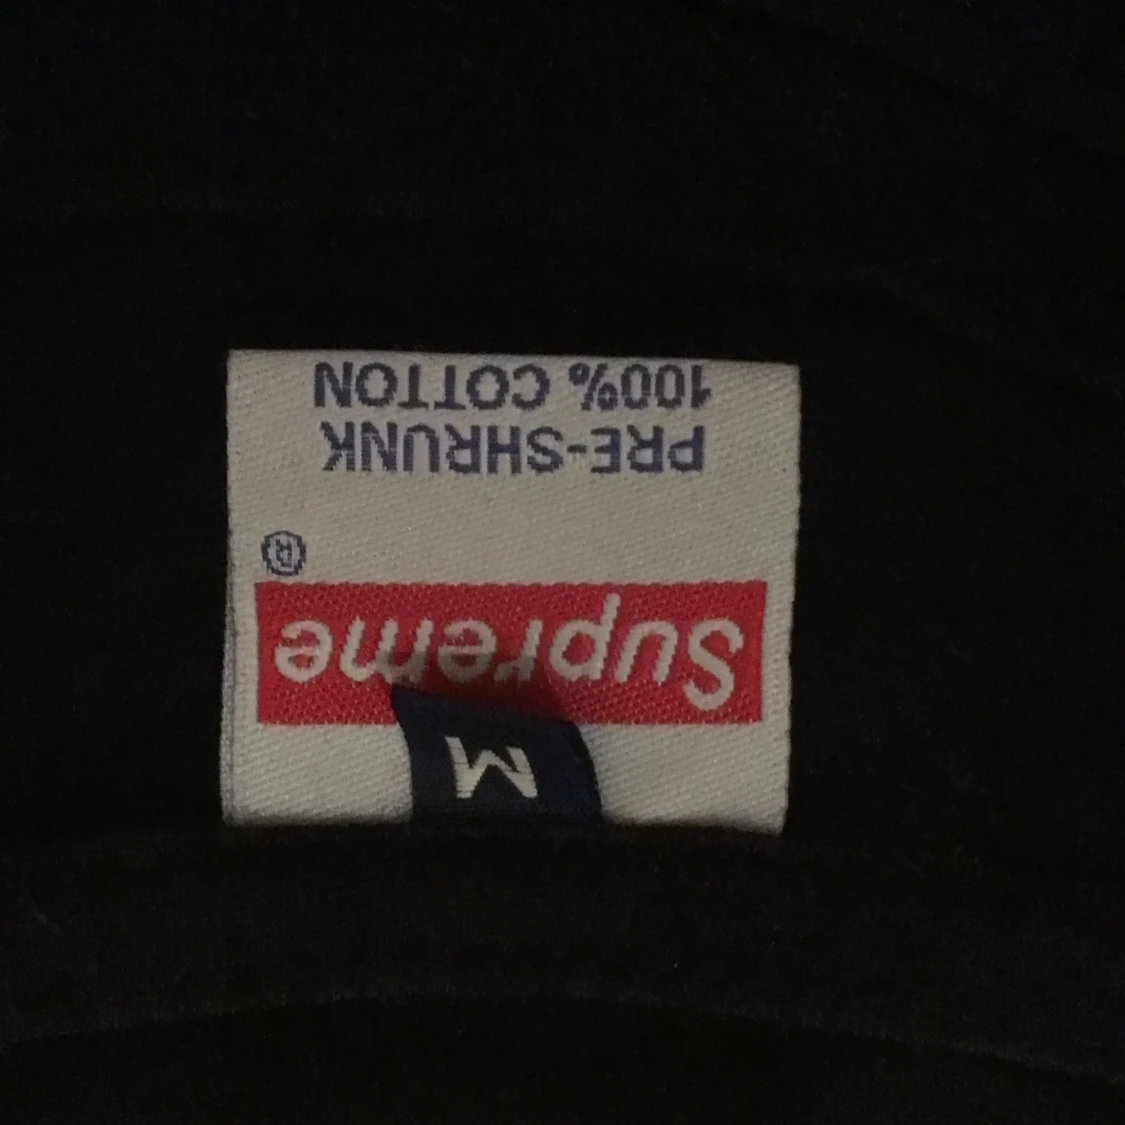 M
Supreme
®
PRE-SHRUNK
100% COTTON